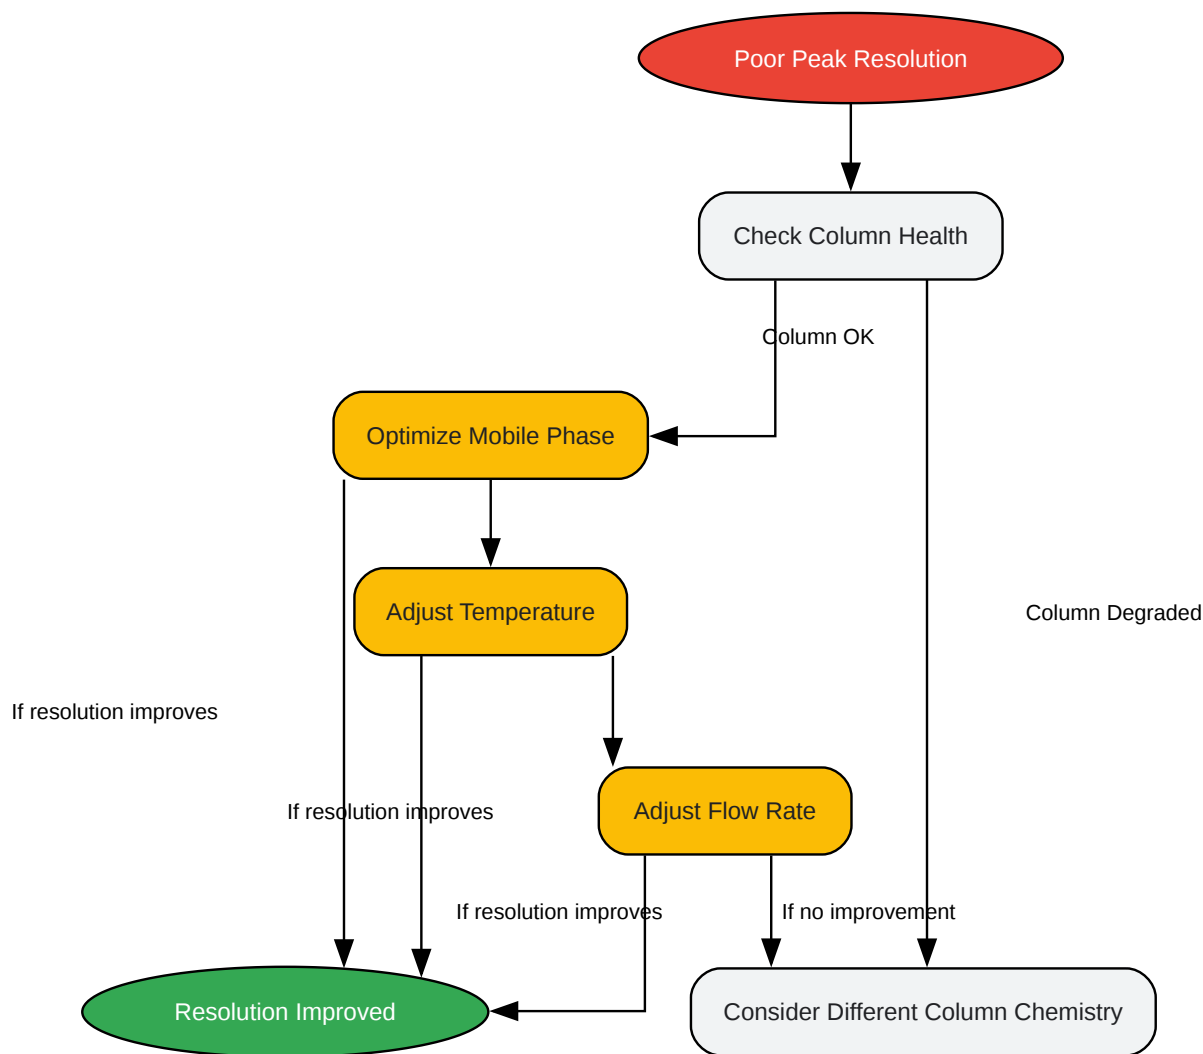 Poor Peak Resolution
Check Column Health
Column OK
Optimize Mobile Phase
Adjust Temperature
Column Degraded
If resolution improves
If resolution improves
Adjust Flow Rate
If resolution improves
If no improvement
Resolution Improved
Consider Different Column Chemistry